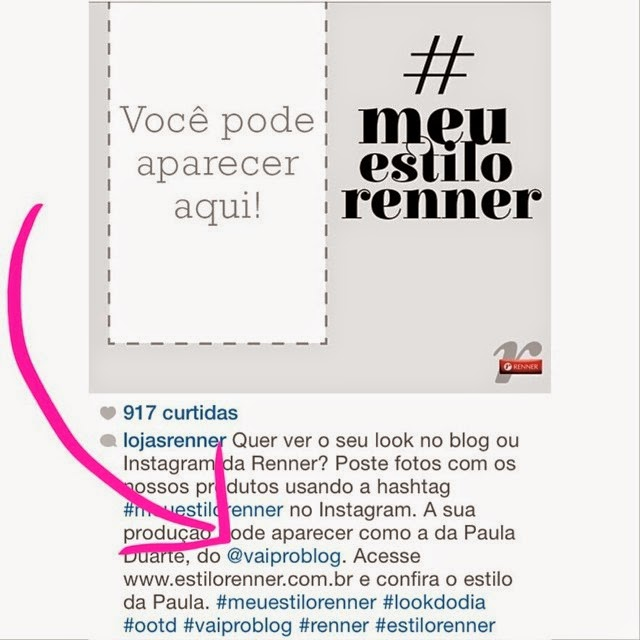 Você pode
aparecer
aqui!
#
meu
estilo
renner
r
RENNER
917 curtidas
lojasrenner Quer ver o seu look no blog ou
Instagram da Renner? Poste fotos com os
nossos produtos usando a hashtag
#meuestilorenner no Instagram. A sua
produção pode aparecer como a da Paula
Duarte, do @vaiproblog. Acesse
www.estilorenner.com.br e confira o estilo
da Paula. #meuestilorenner #lookdodia
#ootd #vaiproblog #renner #estilorenner